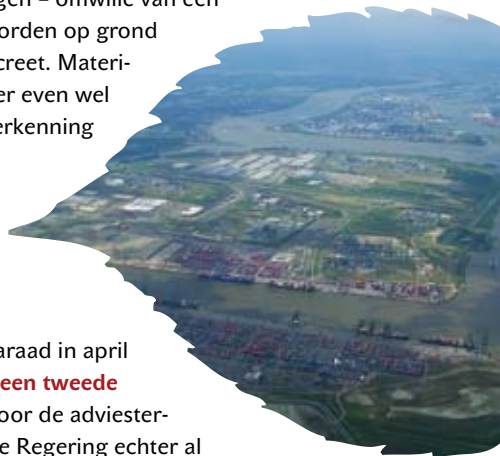 gen – omwille van een
orden op grond
creet. Materi-
er even wel
erkenning
araad in april
een tweede
oor de adviester-
e Regering echter al